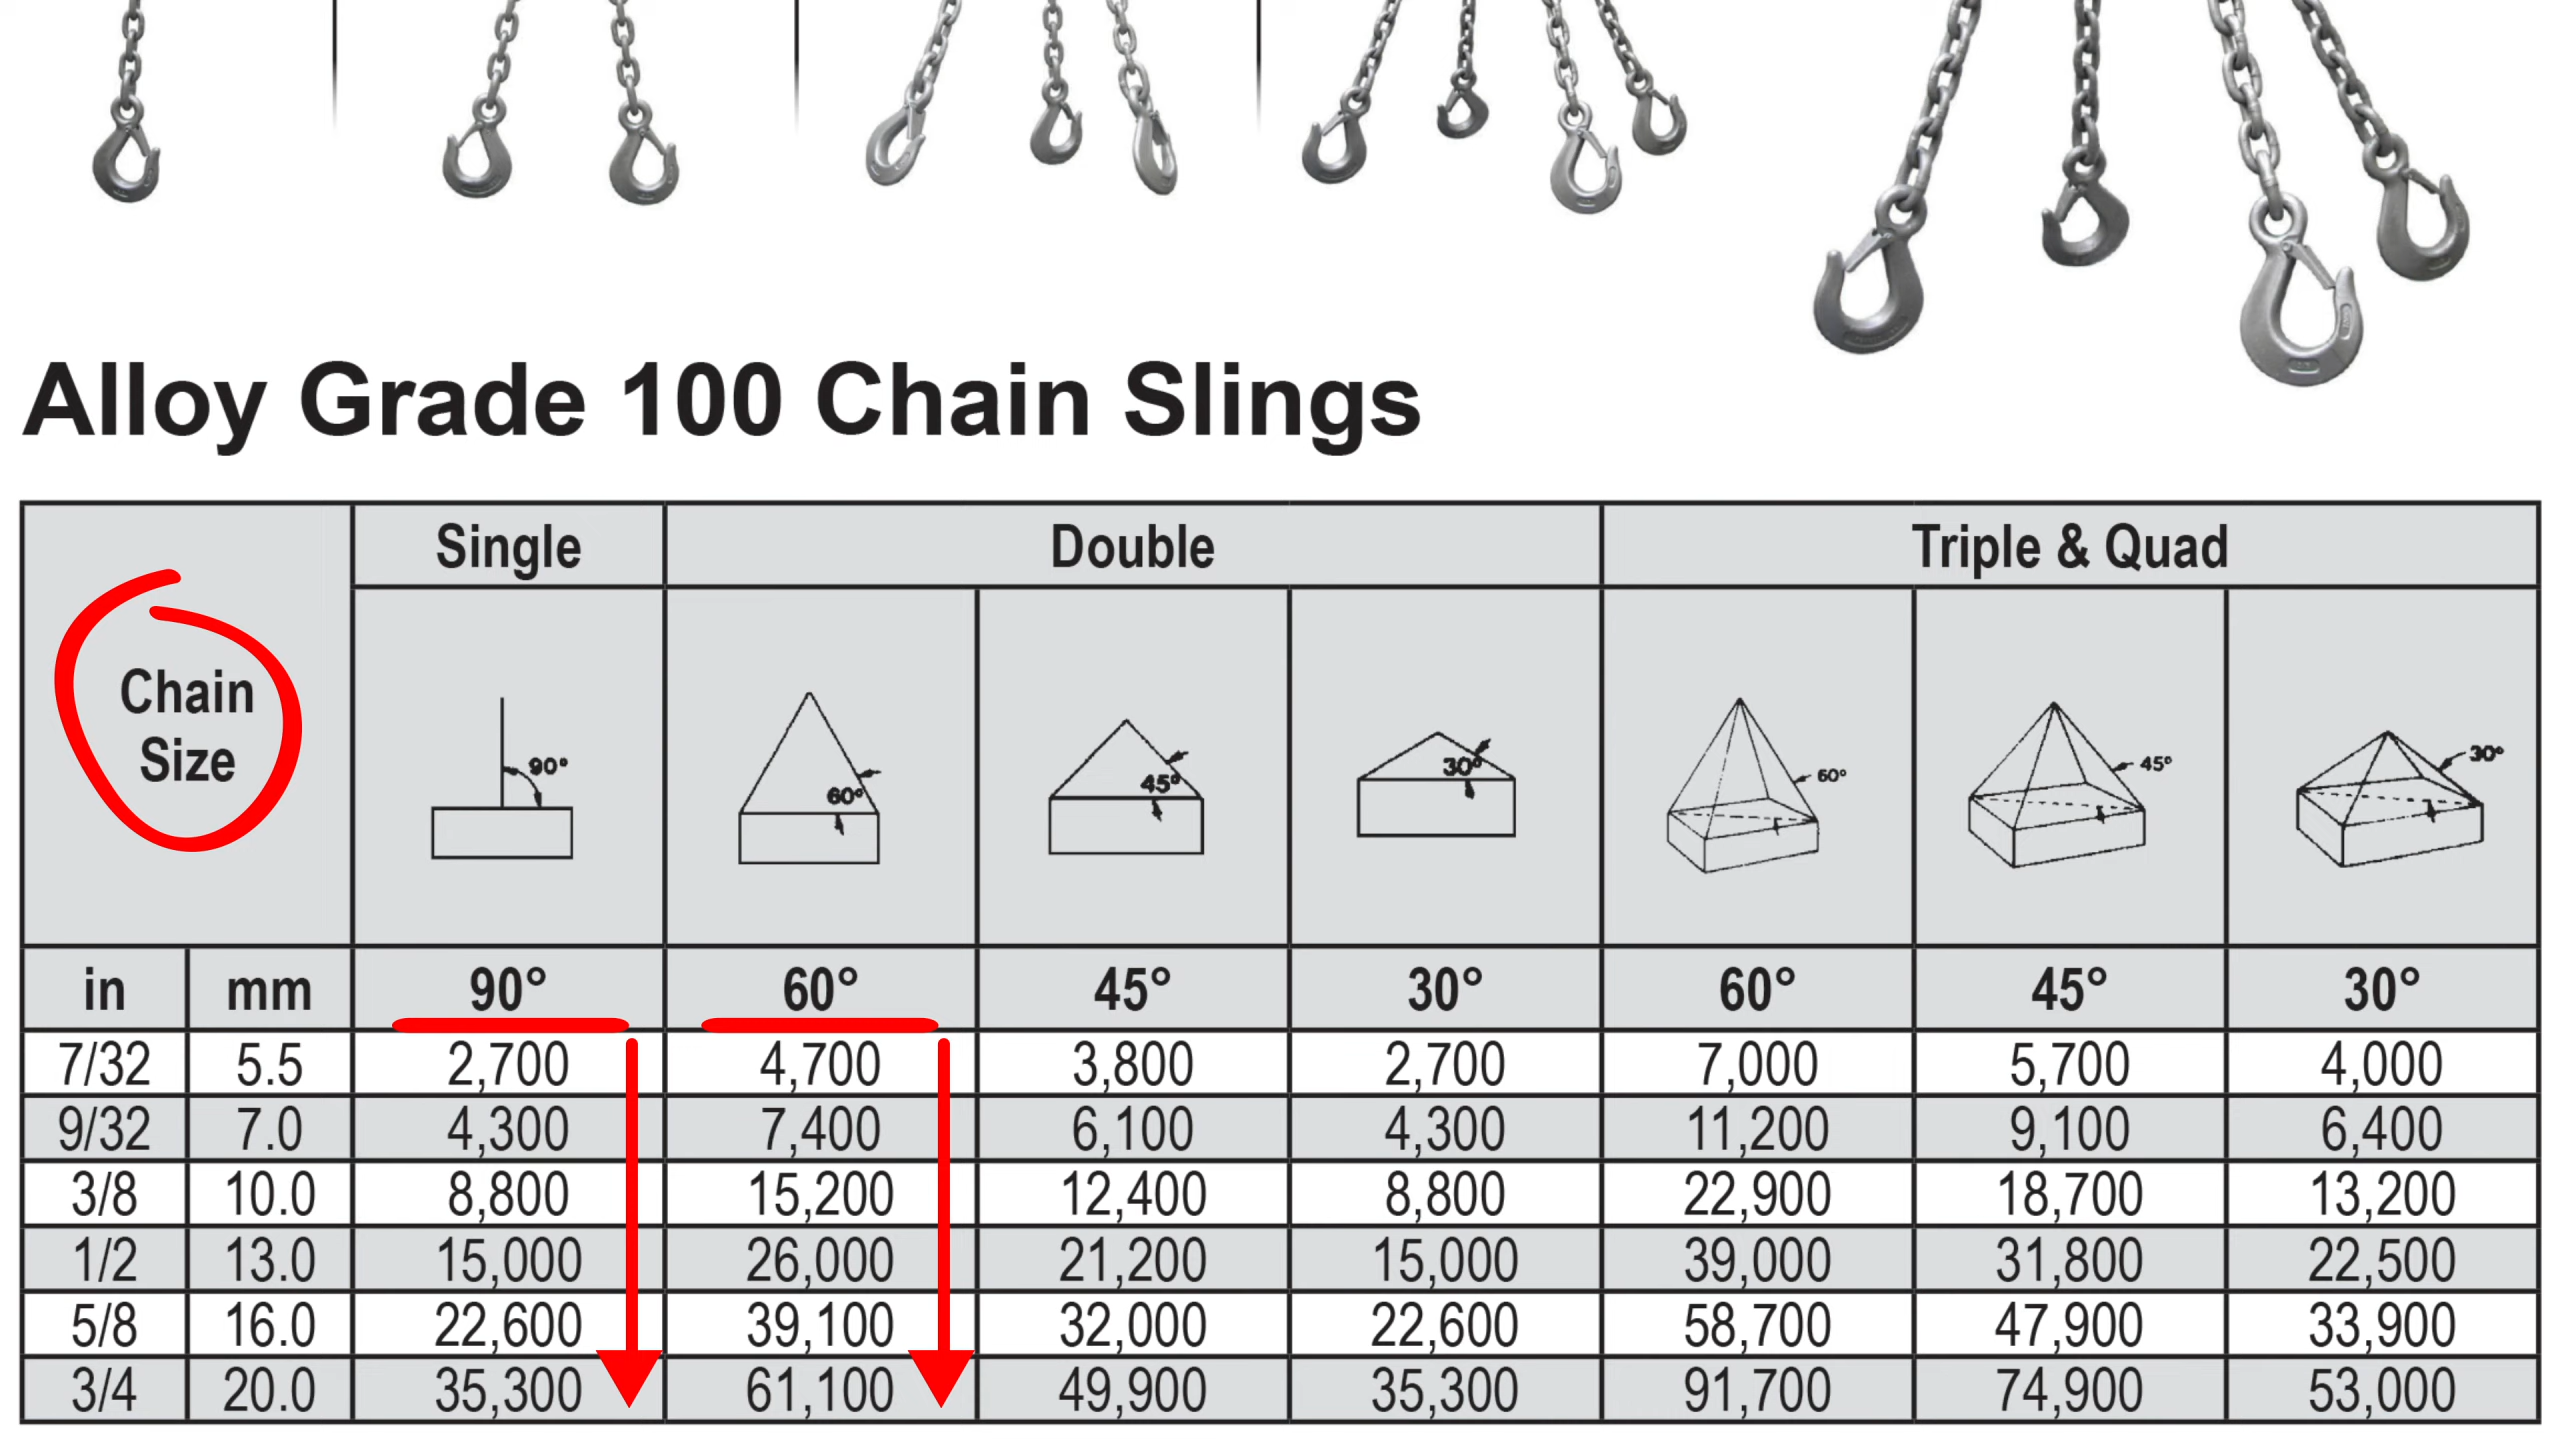 Alloy Grade 100 Chain Slings
Chain Size Single Double Triple & Quad
90° 60° 45° 30° 60° 45° 30°
in mm 90° 60° 45° 30° 60° 45° 30°
7/32 5.5 2,700 4,700 3,800 2,700 7,000 5,700 4,000
9/32 7.0 4,300 7,400 6,100 4,300 11,200 9,100 6,400
3/8 10.0 8,800 15,200 12,400 8,800 22,900 18,700 13,200
1/2 13.0 15,000 26,000 21,200 15,000 39,000 31,800 22,500
5/8 16.0 22,600 39,100 32,000 22,600 58,700 47,900 33,900
3/4 20.0 35,300 61,100 49,900 35,300 91,700 74,900 53,000